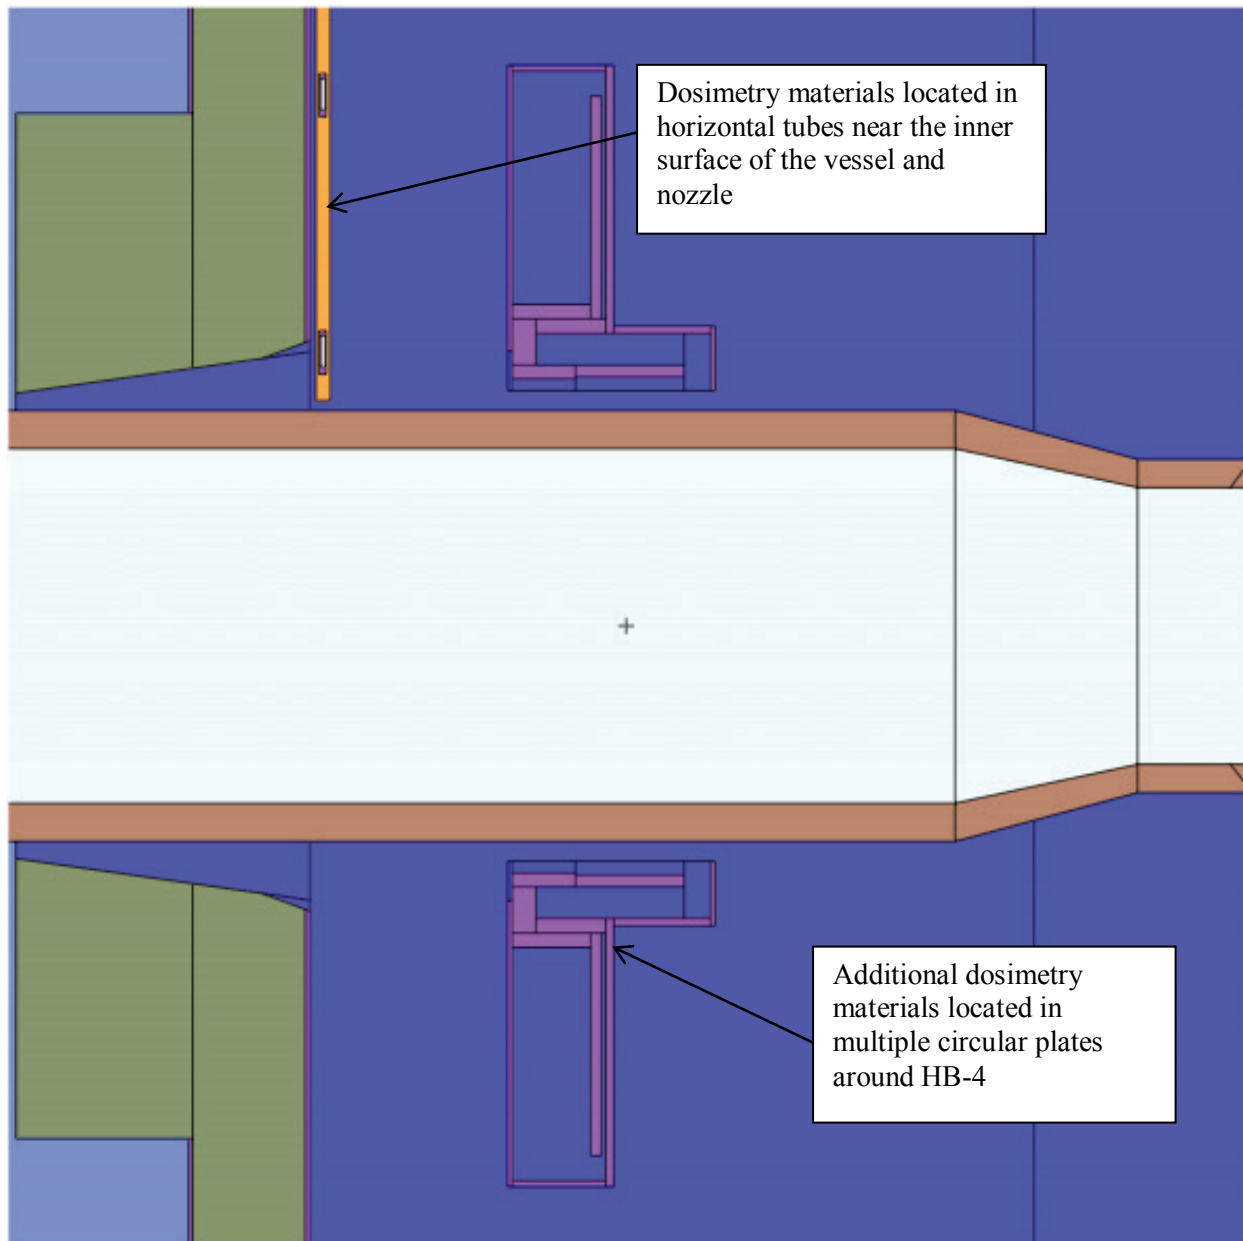 Dosimetry materials located in
horizontal tubes near the inner
surface of the vessel and
nozzle
Additional dosimetry
materials located in
multiple circular plates
around HB-4